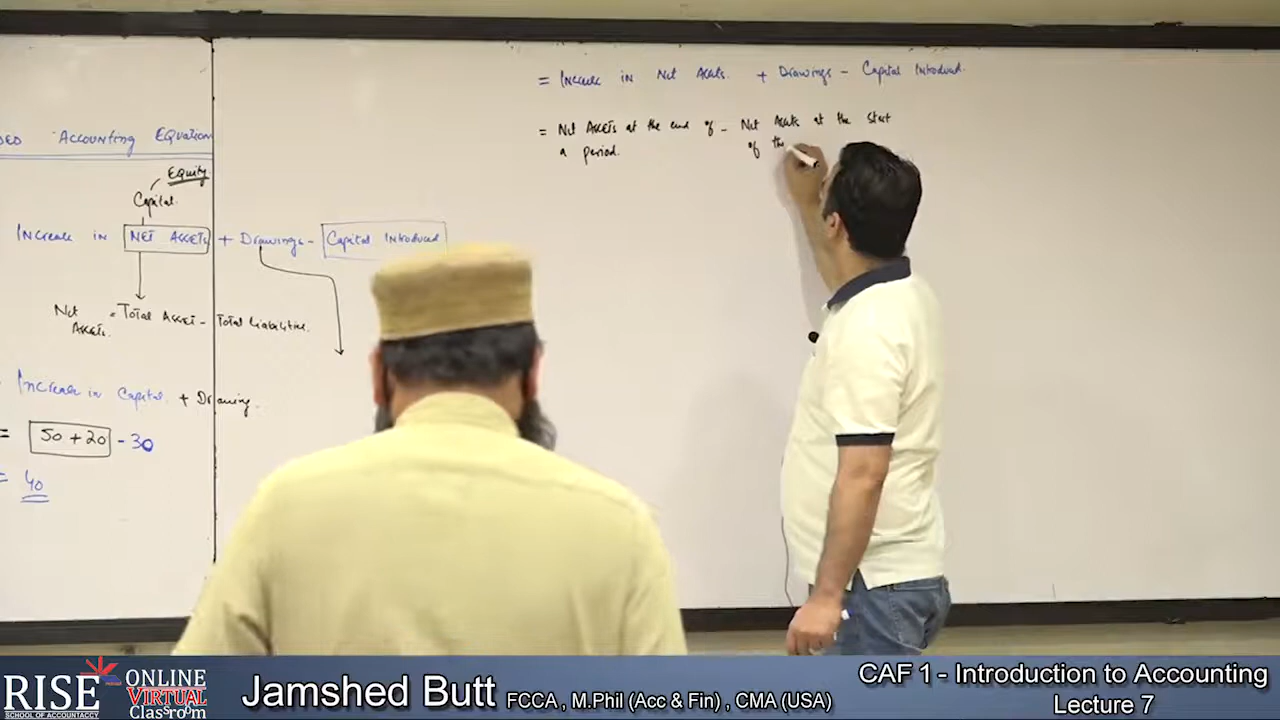 DED Accounting Equation
Equity
Capital.
Increase in NET ASSETS + Drawings - Capital Introduced
Net Assets. = Total Asset - Total Liabilities.
Increase in Capital + Drawing.
= 50 + 20 - 30
= 40
= Increase in Net Assets. + Drawings - Capital Introduced.
= Net Assets at the end of - Net Assets at the start
a period. of the
RISE
SCHOOL OF ACCOUNTANCY
ONLINE
VIRTUAL
Classroom
Jamshed Butt FCCA , M.Phil (Acc & Fin) , CMA (USA)
CAF 1 - Introduction to Accounting
Lecture 7